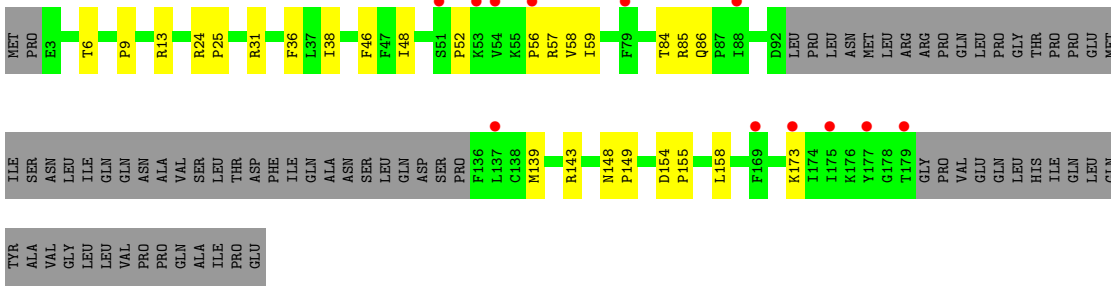 MET PRO E3 T6 P9 R13 R24 P25 R31 F36 L37 I38 F46 F47 I48 S51 P52 K53 V54 K55 P56 R57 V58 I59 F79 T84 R85 Q86 P87 I88 D92 LEU PRO LEU ASN MET LEU ARG ARG PRO GLN LEU PRO GLY THR PRO PRO GLU MET
ILE SER ASN LEU ILE GLN GLN ASN ALA VAL SER LEU THR ASP PHE ILE GLN ALA ASN SER LEU GLN ASP SER PRO F136 L137 C138 M139 R143 N148 P149 D154 P155 L158 F169 K173 I174 I175 K176 Y177 G178 T179 GLY PRO VAL GLU GLN LEU HIS ILE GLN LEU GLN
TYR ALA VAL GLY LEU LEU VAL PRO PRO GLN ALA ILE PRO GLU